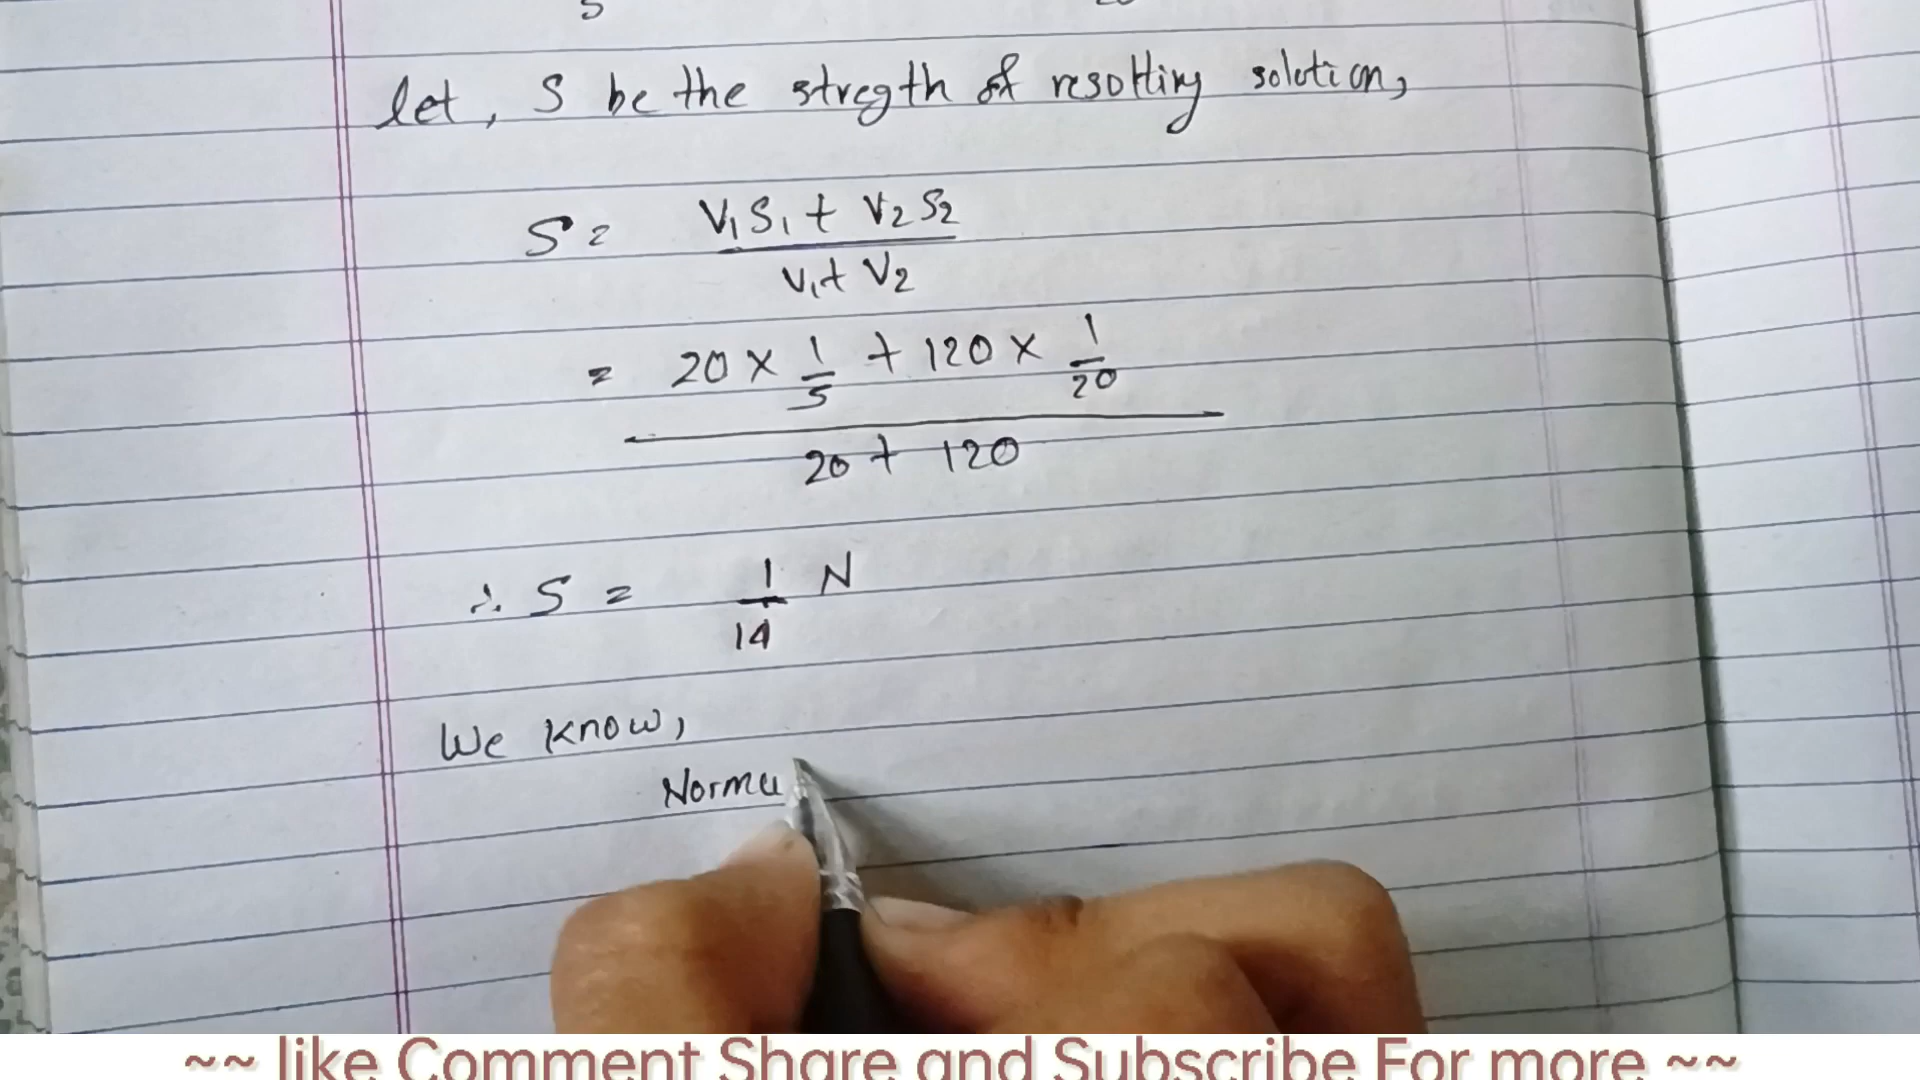 let, S be the stregth of resolting solution,
S = V1S1 + V2S2
V1 + V2
= 20 × 1/5 + 120 × 1/20
20 + 120
∴ S = 1/14 N
We know,
Norma
~~ like Comment Share and Subscribe For more ~~